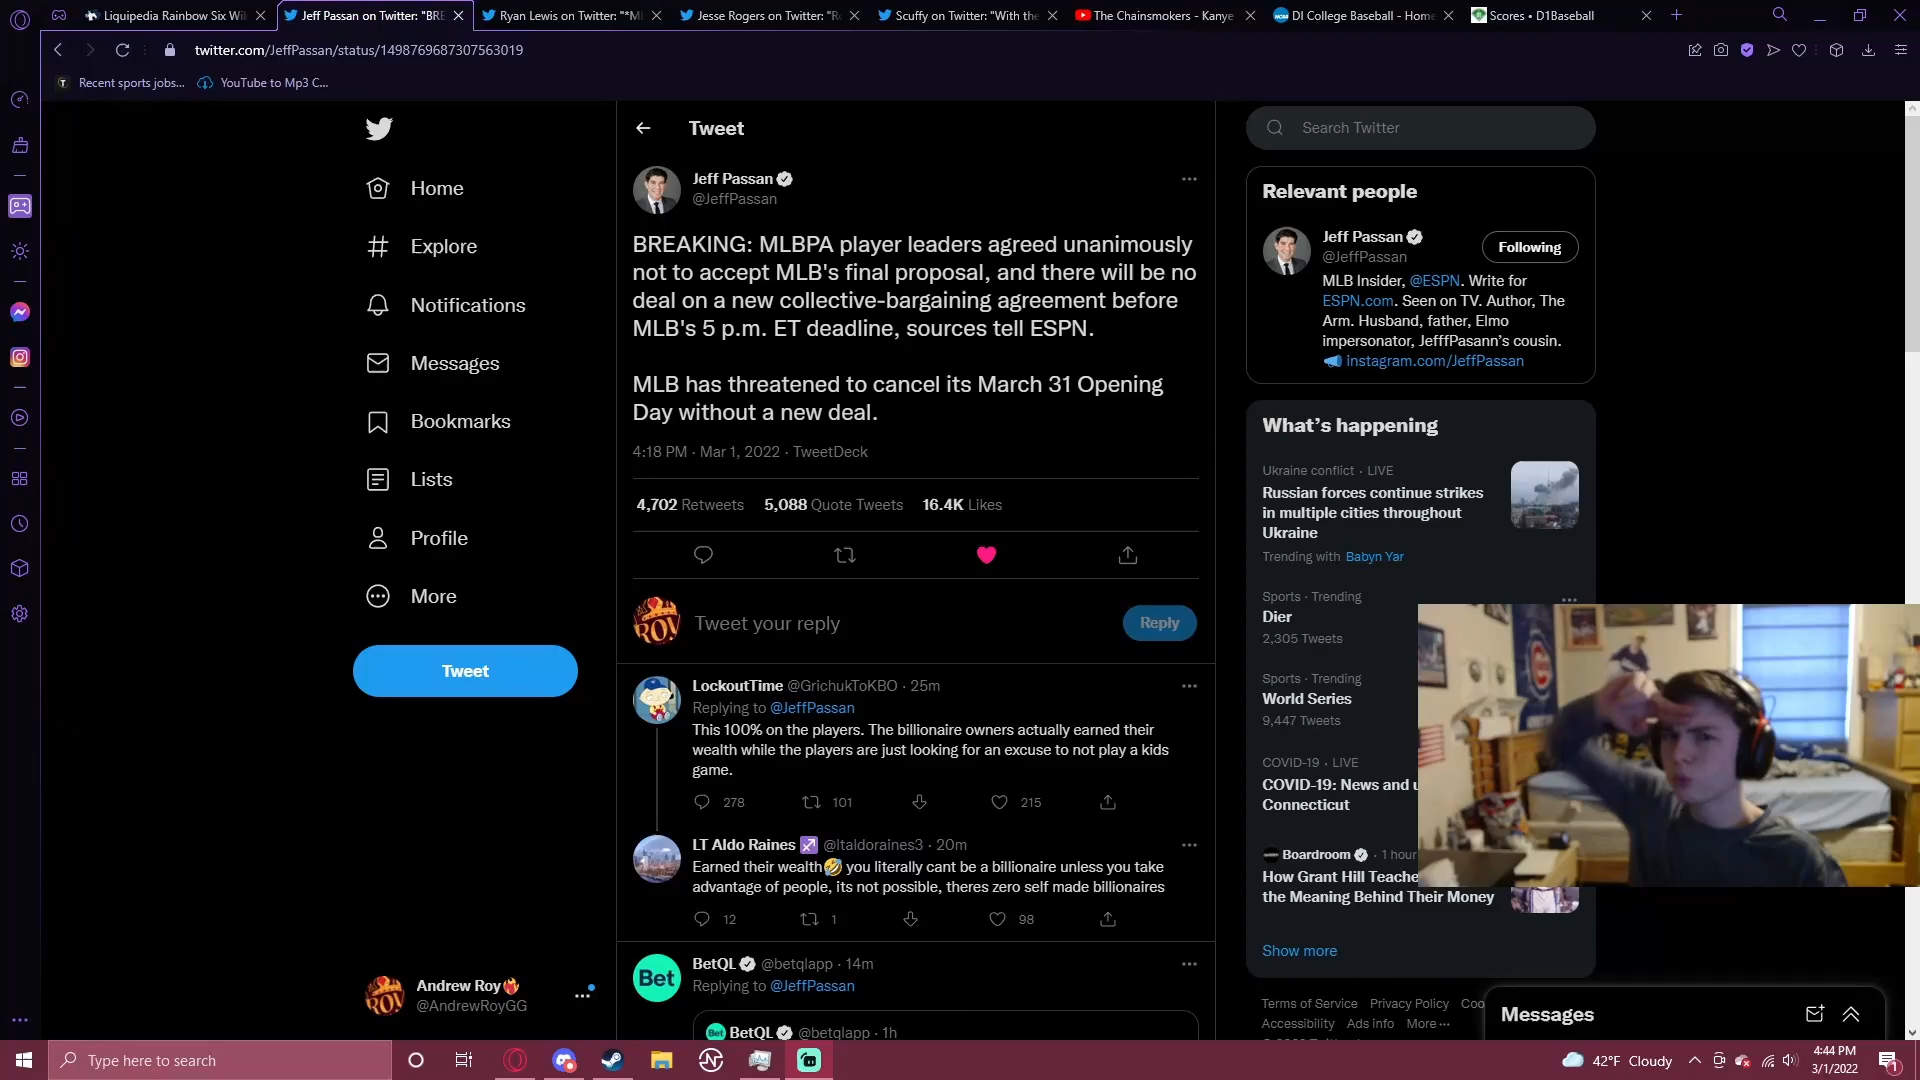 Liquipedia Rainbow Six Wi
Jeff Passan on Twitter: "BRE
Ryan Lewis on Twitter: "*ML
Jesse Rogers on Twitter: "R
Scuffy on Twitter: "With the
The Chainsmokers - Kanye
DI College Baseball - Home
Scores • D1Baseball
twitter.com/JeffPassan/status/1498769687307563019
Recent sports jobs...
YouTube to Mp3 C...
Home
Explore
Notifications
Messages
Bookmarks
Lists
Profile
More
Tweet
Andrew Roy
@AndrewRoyGG
Tweet
Jeff Passan
@JeffPassan
BREAKING: MLBPA player leaders agreed unanimously
not to accept MLB's final proposal, and there will be no
deal on a new collective-bargaining agreement before
MLB's 5 p.m. ET deadline, sources tell ESPN.
MLB has threatened to cancel its March 31 Opening
Day without a new deal.
4:18 PM · Mar 1, 2022 · TweetDeck
4,702 Retweets 5,088 Quote Tweets 16.4K Likes
ROY
Tweet your reply
Reply
LockoutTime @GrichukToKBO · 25m
Replying to @JeffPassan
This 100% on the players. The billionaire owners actually earned their
wealth while the players are just looking for an excuse to not play a kids
game.
278 101 215
LT Aldo Raines @ltaldoraines3 · 20m
Earned their wealth🤣 you literally cant be a billionaire unless you take
advantage of people, its not possible, theres zero self made billionaires
12 1 98
Bet
BetQL @betqlapp · 14m
Replying to @JeffPassan
BetQL @betqlapp · 1h
Search Twitter
Relevant people
Jeff Passan
@JeffPassan
Following
MLB Insider, @ESPN. Write for
ESPN.com. Seen on TV. Author, The
Arm. Husband, father, Elmo
impersonator, JefffPasann's cousin.
📣 instagram.com/JeffPassan
What's happening
Ukraine conflict · LIVE
Russian forces continue strikes
in multiple cities throughout
Ukraine
Trending with Babyn Yar
Sports · Trending
Dier
2,305 Tweets
Sports · Trending
World Series
9,447 Tweets
COVID-19 · LIVE
COVID-19: News and u
Connecticut
Boardroom · 1 hour
How Grant Hill Teache
the Meaning Behind Their Money
Show more
Terms of Service Privacy Policy Coo
Accessibility Ads info More
Messages
Type here to search
42°F Cloudy
4:44 PM
3/1/2022
1